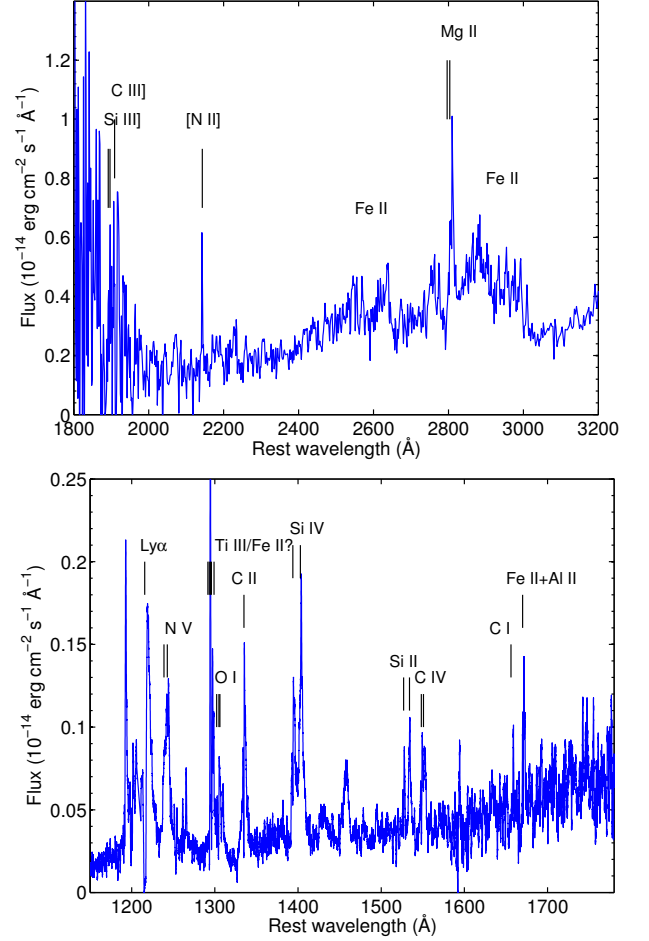 Mg II
1.2
C III]
1
Si III]
[N II]
Fe II
0.8
Fe II
0.6
0.4
0.2
0
Flux (10⁻¹⁴ erg cm⁻² s⁻¹ Å⁻¹)
1800 2000 2200 2400 2600 2800 3000 3200
Rest wavelength (Å)
0.25
Si IV
Lyα
Ti III/Fe II?
0.2
C II
Fe II+Al II
N V
C I
0.15
Si II
O I
C IV
0.1
0.05
0
Flux (10⁻¹⁴ erg cm⁻² s⁻¹ Å⁻¹)
1200 1300 1400 1500 1600 1700
Rest wavelength (Å)